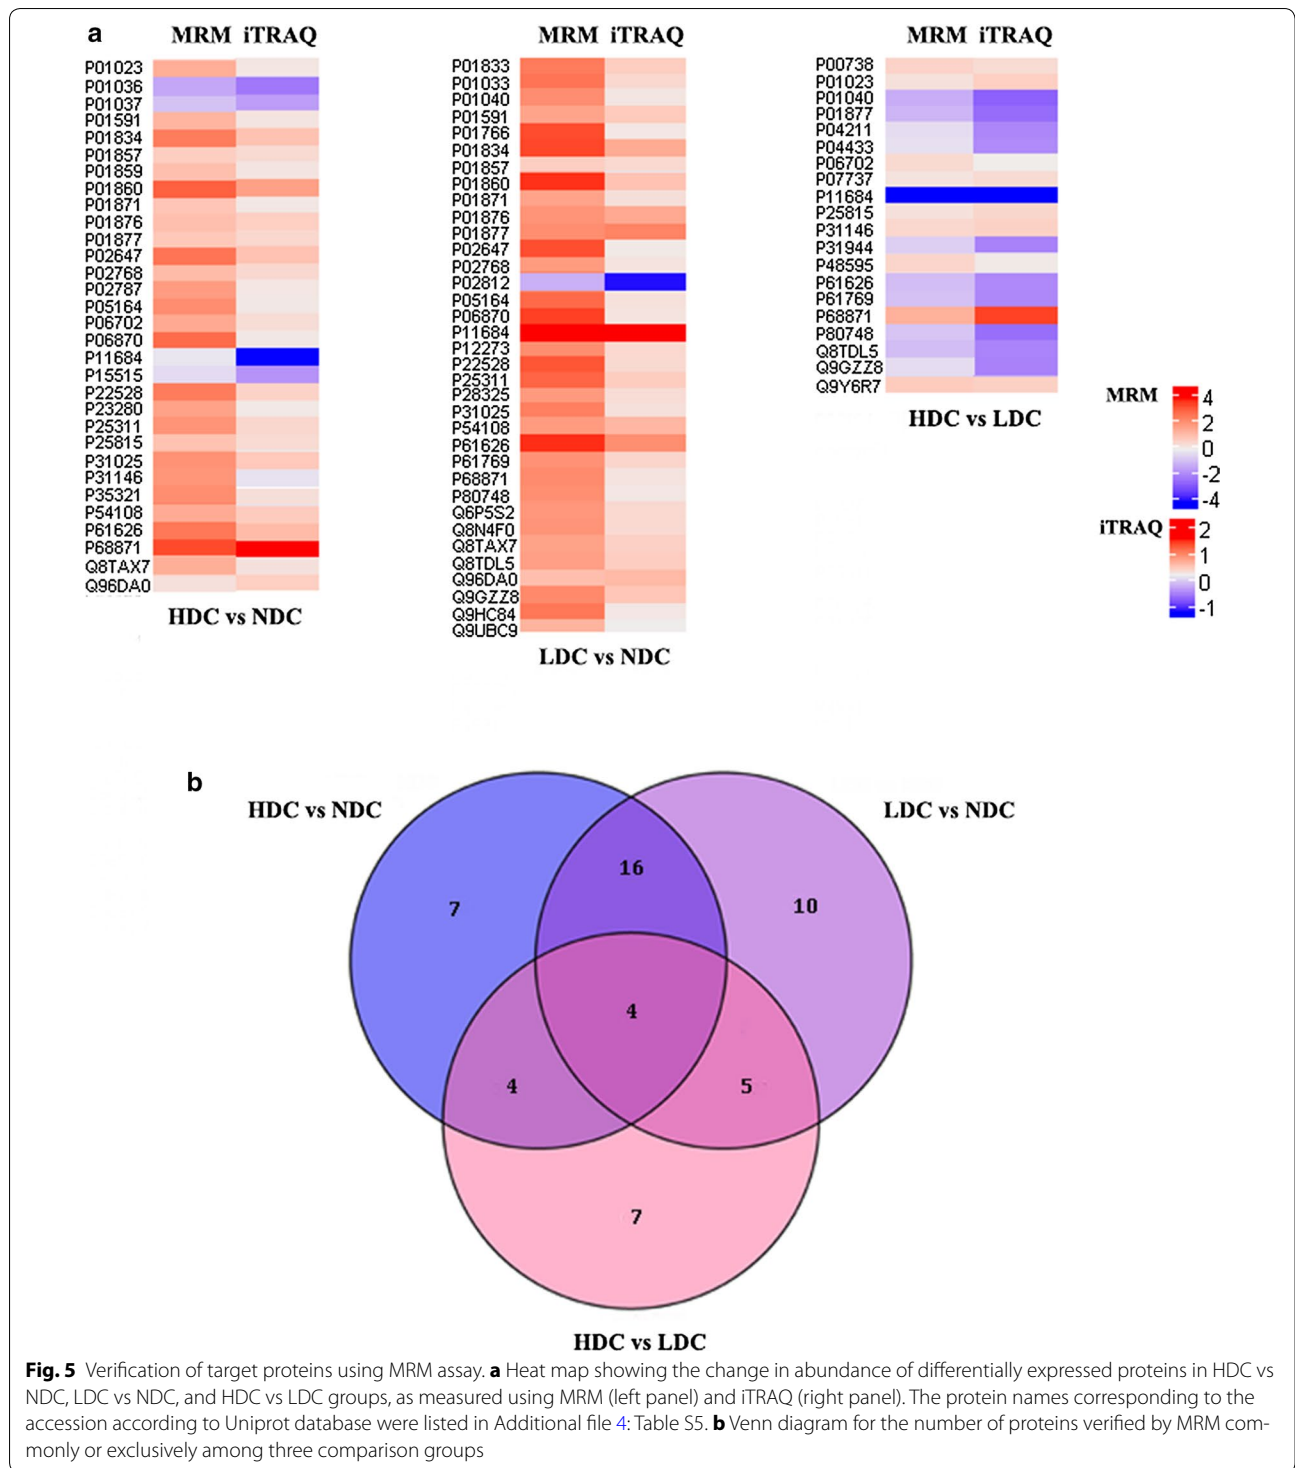 a
MRM iTRAQ
P01023
P01036
P01037
P01591
P01834
P01857
P01859
P01860
P01871
P01876
P01877
P02647
P02768
P02787
P05164
P06702
P06870
P11684
P15515
P22528
P23280
P25311
P25815
P31025
P31146
P35321
P54108
P61626
P68871
Q8TAX7
Q96DA0
HDC vs NDC
MRM iTRAQ
P01833
P01033
P01040
P01591
P01766
P01834
P01857
P01860
P01871
P01876
P01877
P02647
P02768
P02812
P05164
P06870
P11684
P12273
P22528
P25311
P28325
P31025
P54108
P61626
P61769
P68871
P80748
Q6P5S2
Q8N4F0
Q8TAX7
Q8TDL5
Q96DA0
Q9GZZ8
Q9HC84
Q9UBC9
LDC vs NDC
MRM iTRAQ
P00738
P01023
P01040
P01877
P04211
P04433
P06702
P07737
P11684
P25815
P31146
P31944
P48595
P61626
P61769
P68871
P80748
Q8TDL5
Q9GZZ8
Q9Y6R7
HDC vs LDC
MRM
4
2
0
-2
-4
iTRAQ
2
1
0
-1
b
HDC vs NDC
LDC vs NDC
16
7
10
4
4
5
7
HDC vs LDC
Fig. 5 Verification of target proteins using MRM assay. a Heat map showing the change in abundance of differentially expressed proteins in HDC vs
NDC, LDC vs NDC, and HDC vs LDC groups, as measured using MRM (left panel) and iTRAQ (right panel). The protein names corresponding to the
accession according to Uniprot database were listed in Additional file 4: Table S5. b Venn diagram for the number of proteins verified by MRM com-
monly or exclusively among three comparison groups